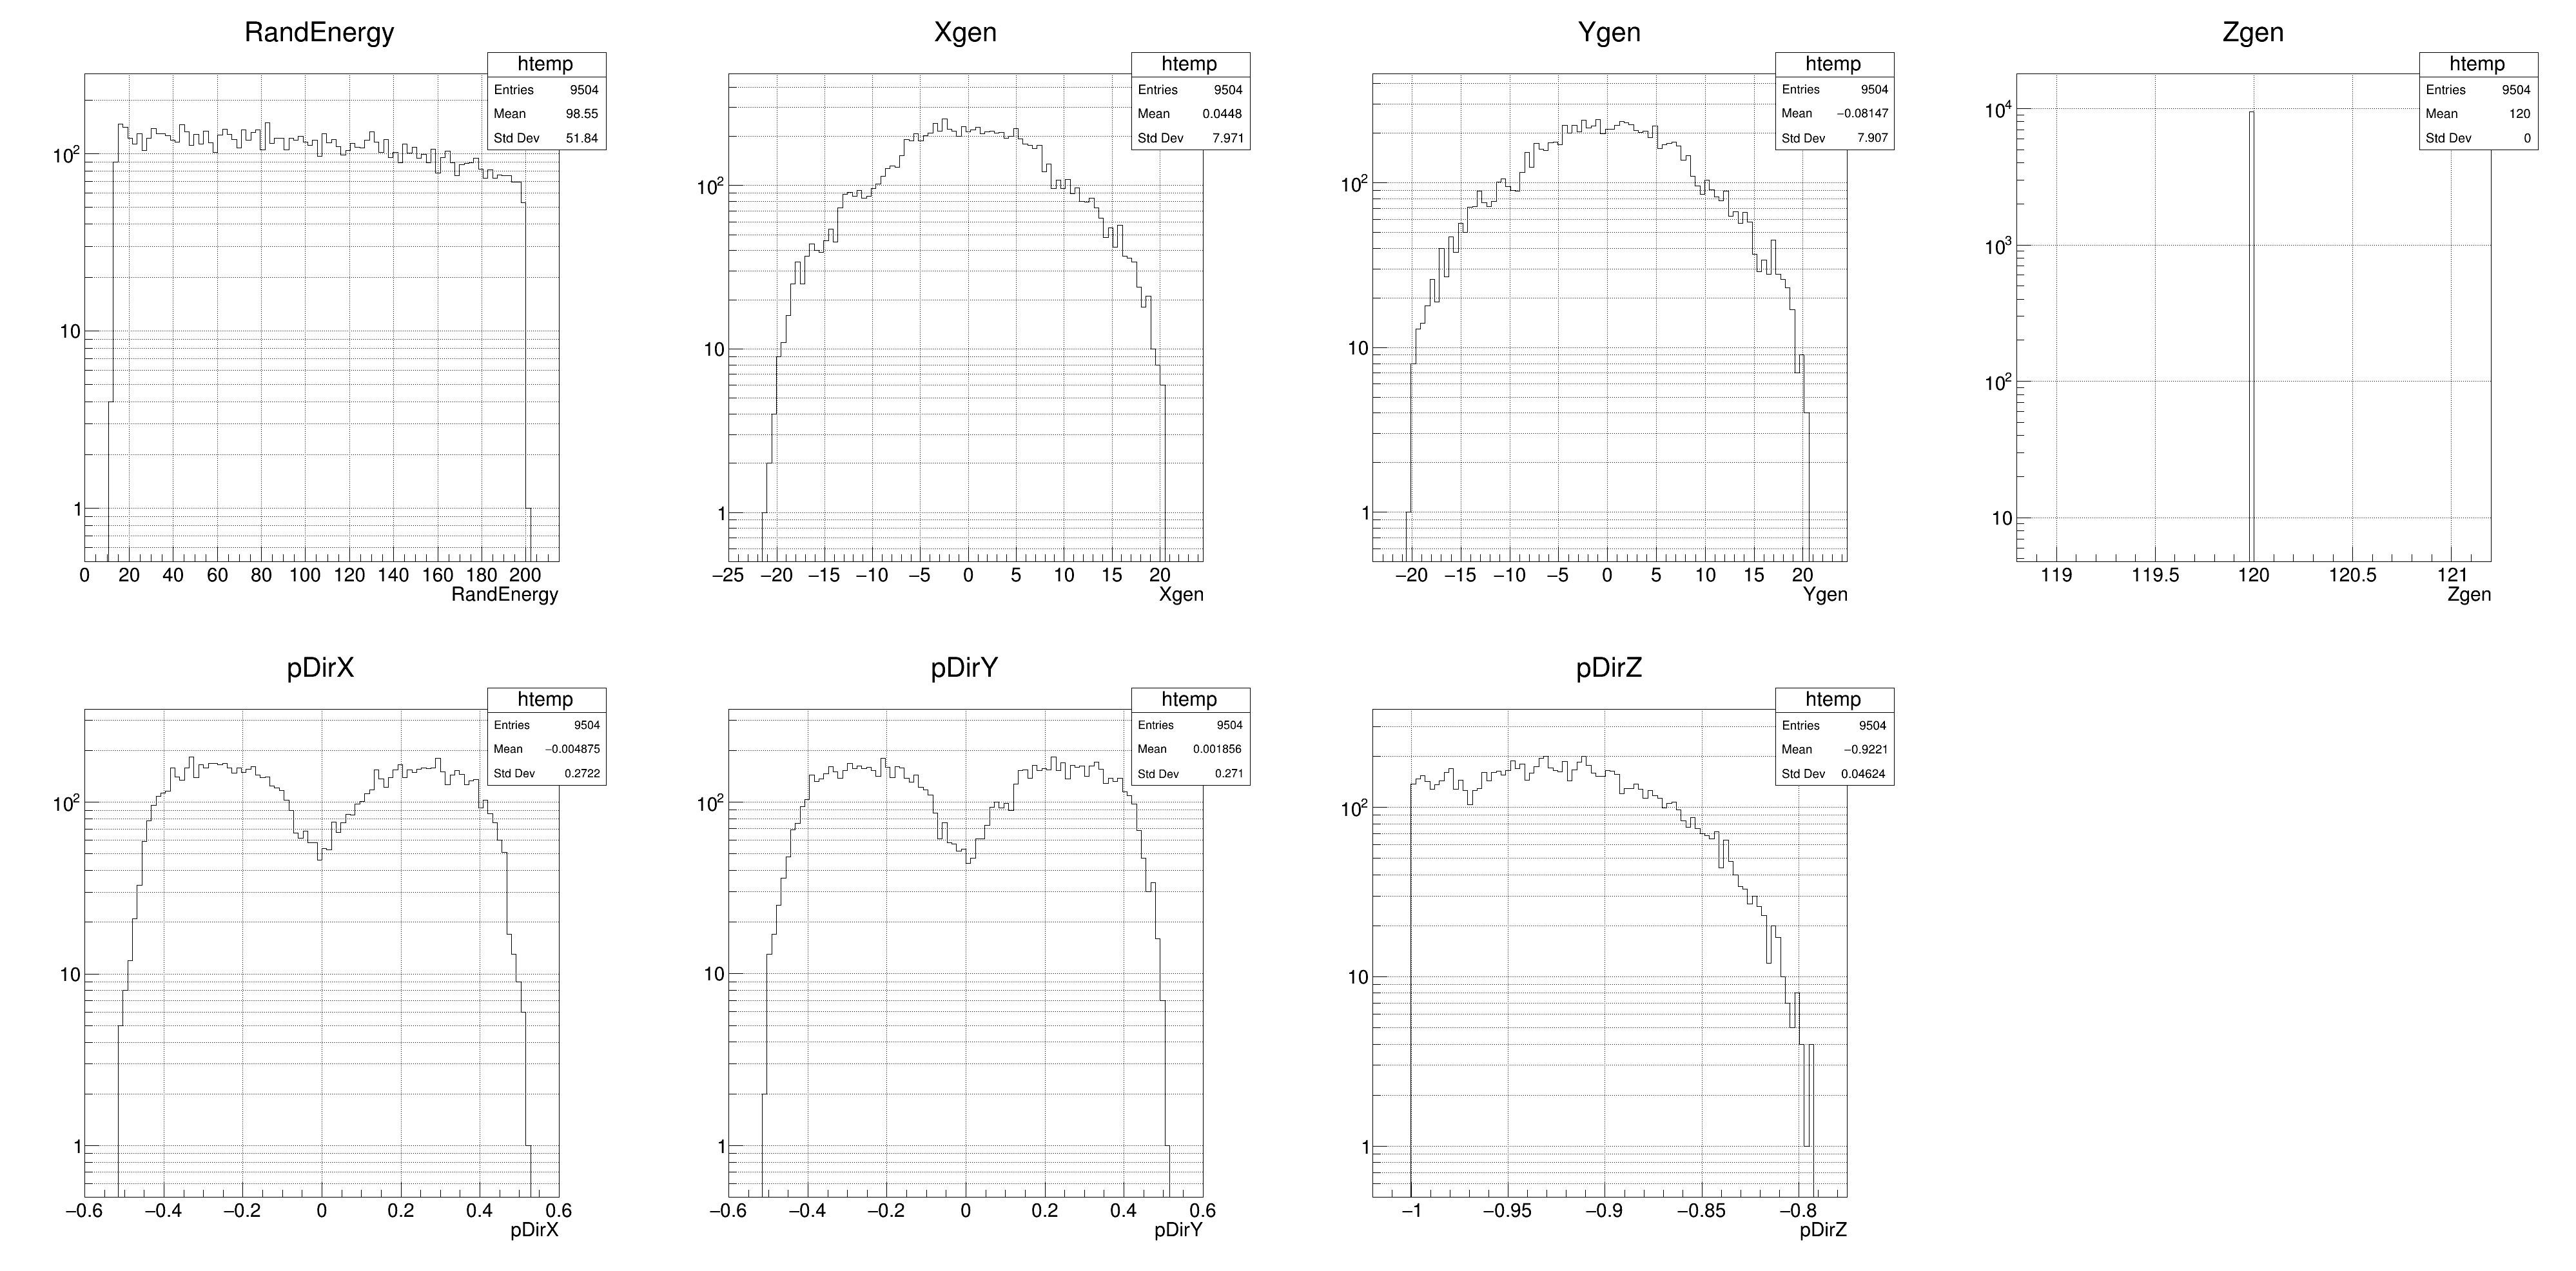 RandEnergy
htemp
Entries 9504
Mean 98.55
Std Dev 51.84
10²
10
1
0 20 40 60 80 100 120 140 160 180 200
RandEnergy
Xgen
htemp
Entries 9504
Mean 0.0448
Std Dev 7.971
10²
10
1
−25 −20 −15 −10 −5 0 5 10 15 20
Xgen
Ygen
htemp
Entries 9504
Mean −0.08147
Std Dev 7.907
10²
10
1
−20 −15 −10 −5 0 5 10 15 20
Ygen
Zgen
htemp
Entries 9504
Mean 120
Std Dev 0
10⁴
10³
10²
10
119 119.5 120 120.5 121
Zgen
pDirX
htemp
Entries 9504
Mean −0.004875
Std Dev 0.2722
10²
10
1
−0.6 −0.4 −0.2 0 0.2 0.4 0.6
pDirX
pDirY
htemp
Entries 9504
Mean 0.001856
Std Dev 0.271
10²
10
1
−0.6 −0.4 −0.2 0 0.2 0.4 0.6
pDirY
pDirZ
htemp
Entries 9504
Mean −0.9221
Std Dev 0.04624
10²
10
1
−1 −0.95 −0.9 −0.85 −0.8
pDirZ